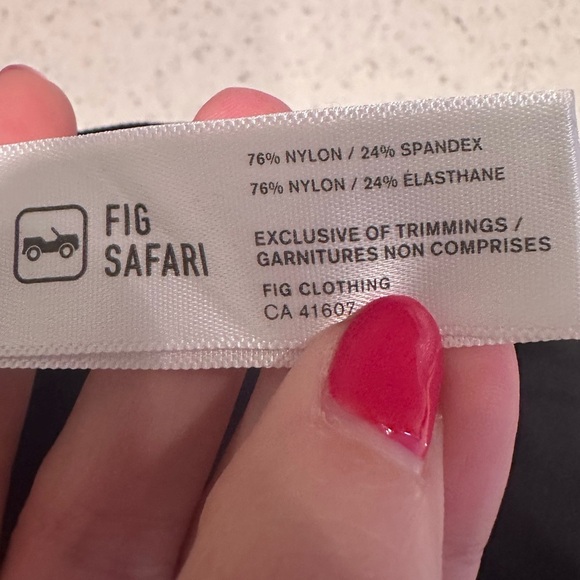 FIG
SAFARI
76% NYLON / 24% SPANDEX
76% NYLON / 24% ÉLASTHANE
EXCLUSIVE OF TRIMMINGS /
GARNITURES NON COMPRISES
FIG CLOTHING
CA 41607